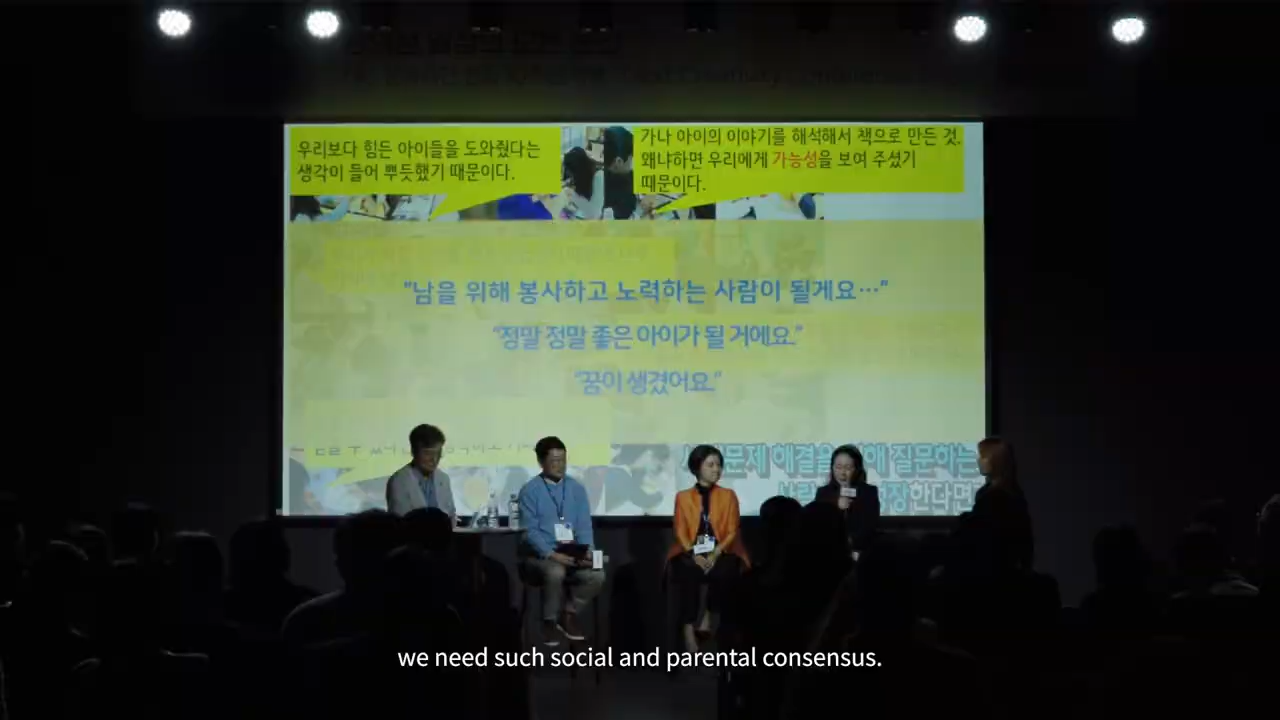 우리보다 힘든 아이들을 도와줬다는
생각이 들어 뿌듯했기 때문이다.
가나 아이의 이야기를 해석해서 책으로 만든 것.
왜냐하면 우리에게 가능성을 보여 주셨기
때문이다.
"남을 위해 봉사하고 노력하는 사람이 될게요…"
"정말 정말 좋은 아이가 될 거에요."
"꿈이 생겼어요."
해결을 질문하는
we need such social and parental consensus.